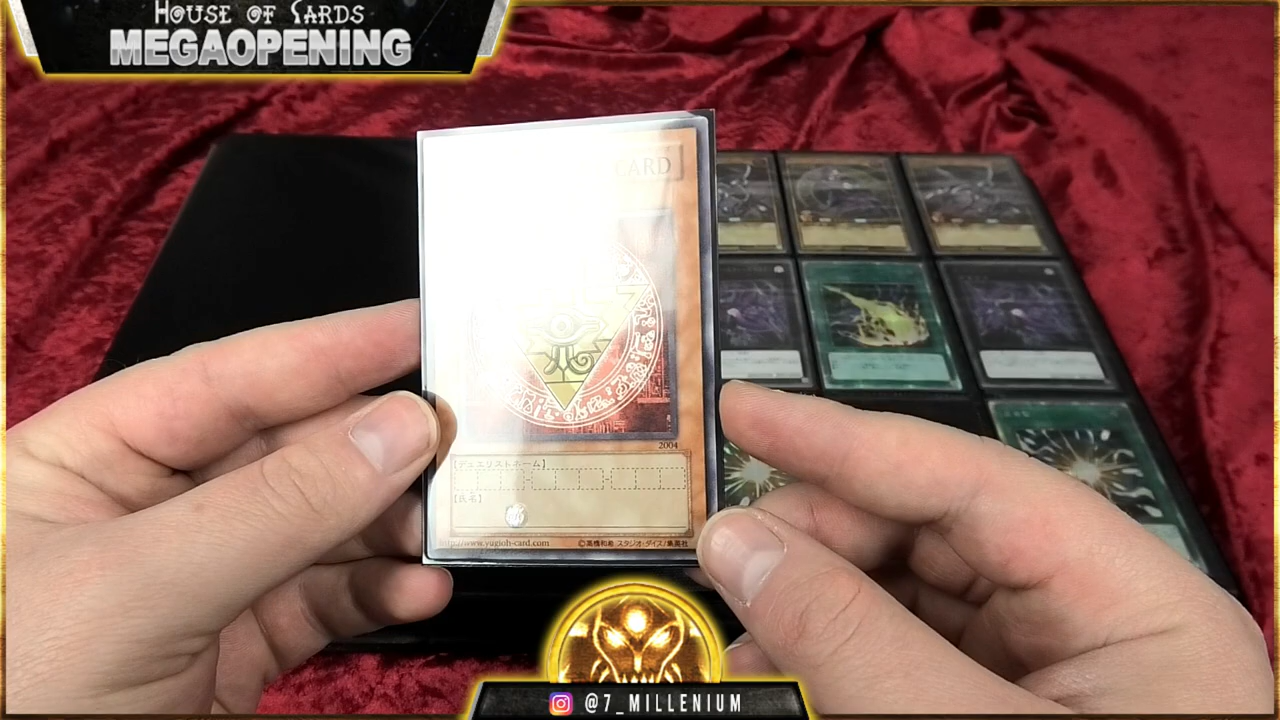 HOUSE OF CARDS
MEGAOPENING
CARD
2004
【デュエリストネーム】
【氏名】
http://www.yugioh-card.com ©高橋和希 スタジオ・ダイス/集英社
@7_MILLENIUM